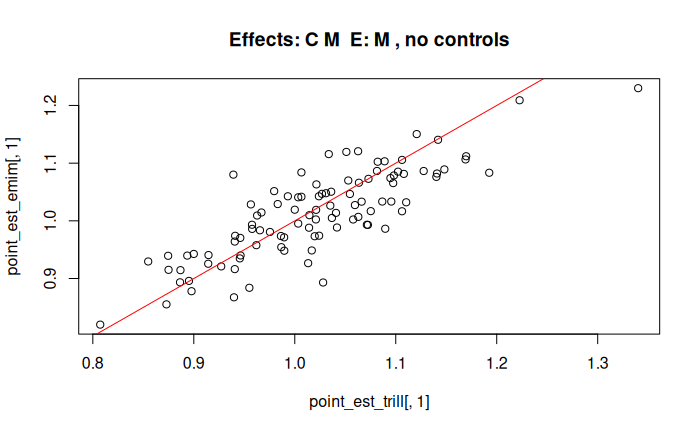 Effects: C M  E: M , no controls
point_est_emim[, 1]
1.2
1.1
1.0
0.9
0.8 0.9 1.0 1.1 1.2 1.3
point_est_trill[, 1]